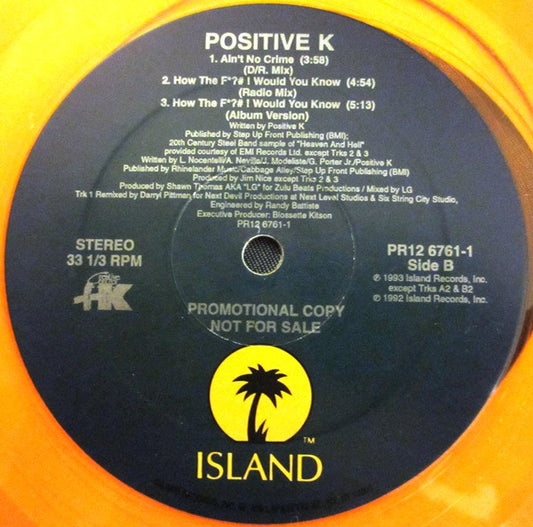 POSITIVE K
1. Ain't No Crime (3:58)
(D/R. Mix)
2. How The F*?# I Would You Know (4:54)
(Radio Mix)
3. How The F*?# I Would You Know (5:13)
(Album Version)
Written by Positive K
Published by Step Up Front Publishing (BMI);
20th Century Steel Band sample of "Heaven And Hell"
provided courtesy of EMI Records Ltd. except Trks 2 & 3
Written by L. Nocentelli/A. Neville/J. Modeliste/G. Porter Jr./Positive K
Published by Rhinelander Music/Cabbage Alley/Step Up Front Publishing (BMI)
Produced by Jim Nice except Trks 2 & 3
Produced by Shawn Thomas AKA "LG" for Zulu Beats Productions / Mixed by LG
Trk 1 Remixed by Darryl Pittman for Next Devil Productions at Next Level Studios & Six String City Studio,
Engineered by Randy Battiste
Executive Producer: Blossette Kitson
PR12 6761-1
STEREO
33 1/3 RPM
PR12 6761-1
Side B
℗ 1993 Island Records, Inc.
except Trks A2 & B2
℗ 1992 Island Records, Inc.
PROMOTIONAL COPY
NOT FOR SALE
TM
ISLAND